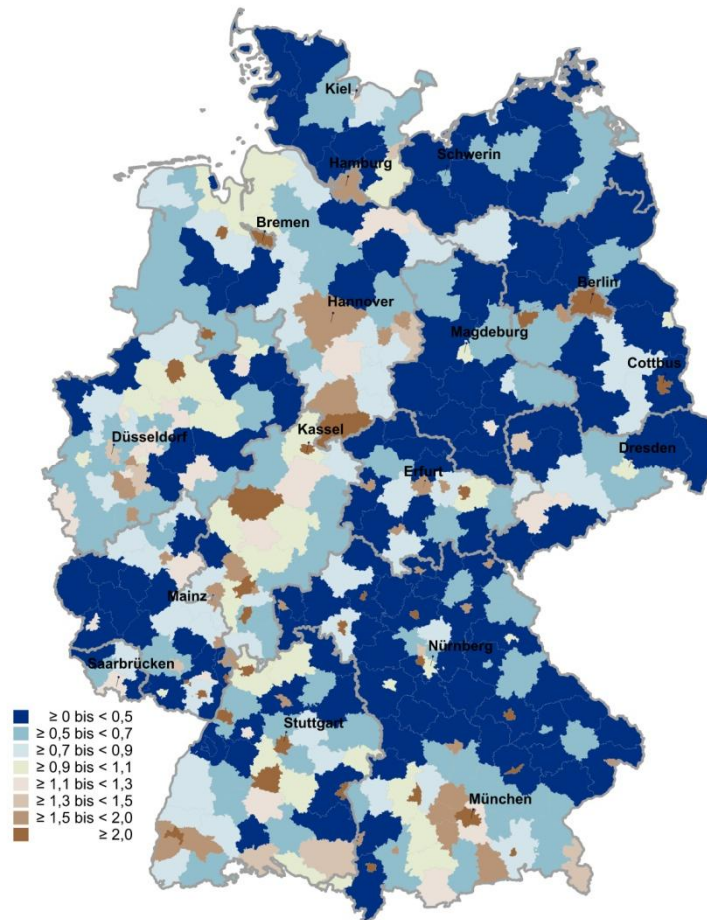 Kiel
Schwerin
Hamburg
Bremen
Berlin
Hannover
Magdeburg
Cottbus
Kassel
Düsseldorf
Dresden
Erfurt
Mainz
Nürnberg
Saarbrücken
Stuttgart
München
≥ 0 bis < 0,5
≥ 0,5 bis < 0,7
≥ 0,7 bis < 0,9
≥ 0,9 bis < 1,1
≥ 1,1 bis < 1,3
≥ 1,3 bis < 1,5
≥ 1,5 bis < 2,0
≥ 2,0